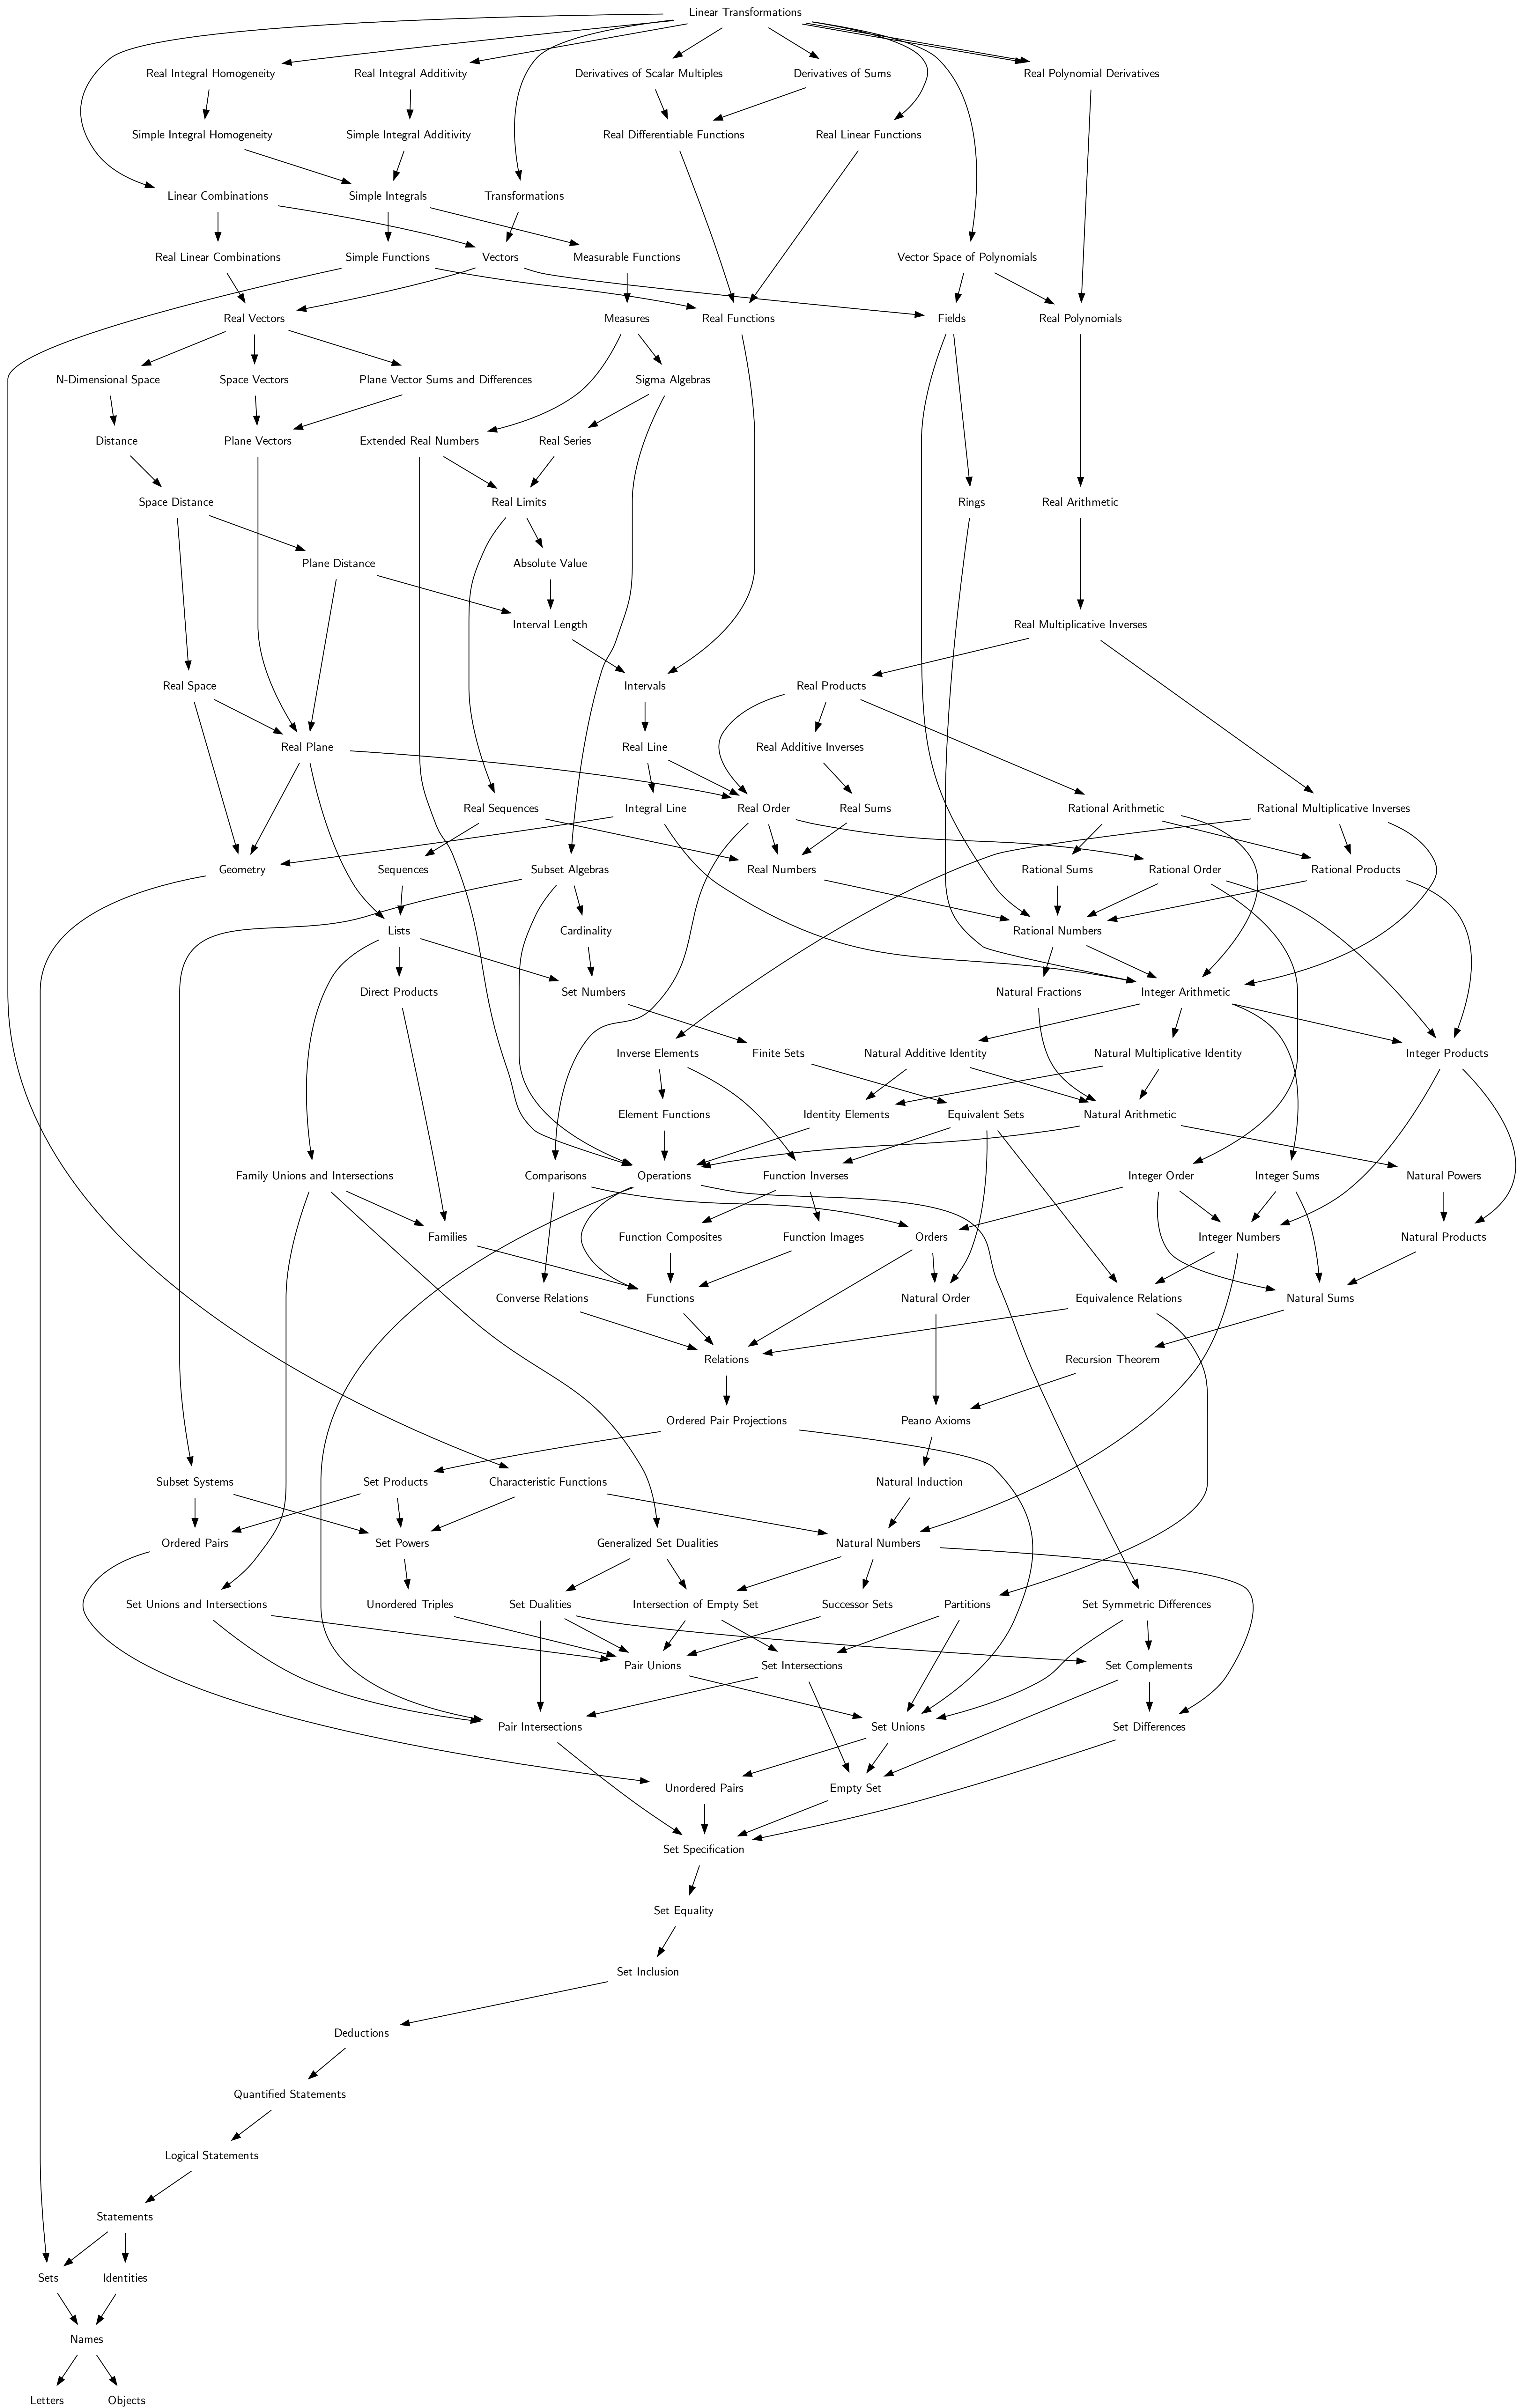 Linear Transformations
Real Integral Homogeneity
Real Integral Additivity
Derivatives of Scalar Multiples
Derivatives of Sums
Real Polynomial Derivatives
Simple Integral Homogeneity
Simple Integral Additivity
Real Differentiable Functions
Real Linear Functions
Linear Combinations
Simple Integrals
Transformations
Real Linear Combinations
Simple Functions
Vectors
Measurable Functions
Vector Space of Polynomials
Real Vectors
Measures
Real Functions
Fields
Real Polynomials
N-Dimensional Space
Space Vectors
Plane Vector Sums and Differences
Sigma Algebras
Distance
Plane Vectors
Extended Real Numbers
Real Series
Space Distance
Real Limits
Rings
Real Arithmetic
Plane Distance
Absolute Value
Interval Length
Real Multiplicative Inverses
Real Space
Intervals
Real Products
Real Plane
Real Line
Real Additive Inverses
Real Sequences
Integral Line
Real Order
Real Sums
Rational Arithmetic
Rational Multiplicative Inverses
Geometry
Sequences
Subset Algebras
Real Numbers
Rational Sums
Rational Order
Rational Products
Lists
Cardinality
Rational Numbers
Direct Products
Set Numbers
Natural Fractions
Integer Arithmetic
Inverse Elements
Finite Sets
Natural Additive Identity
Natural Multiplicative Identity
Integer Products
Element Functions
Identity Elements
Equivalent Sets
Natural Arithmetic
Family Unions and Intersections
Comparisons
Operations
Function Inverses
Integer Order
Integer Sums
Natural Powers
Families
Function Composites
Function Images
Orders
Integer Numbers
Natural Products
Converse Relations
Functions
Natural Order
Equivalence Relations
Natural Sums
Relations
Recursion Theorem
Ordered Pair Projections
Peano Axioms
Subset Systems
Set Products
Characteristic Functions
Natural Induction
Ordered Pairs
Set Powers
Generalized Set Dualities
Natural Numbers
Set Unions and Intersections
Unordered Triples
Set Dualities
Intersection of Empty Set
Successor Sets
Partitions
Set Symmetric Differences
Pair Unions
Set Intersections
Set Complements
Pair Intersections
Set Unions
Set Differences
Unordered Pairs
Empty Set
Set Specification
Set Equality
Set Inclusion
Deductions
Quantified Statements
Logical Statements
Statements
Sets
Identities
Names
Letters
Objects